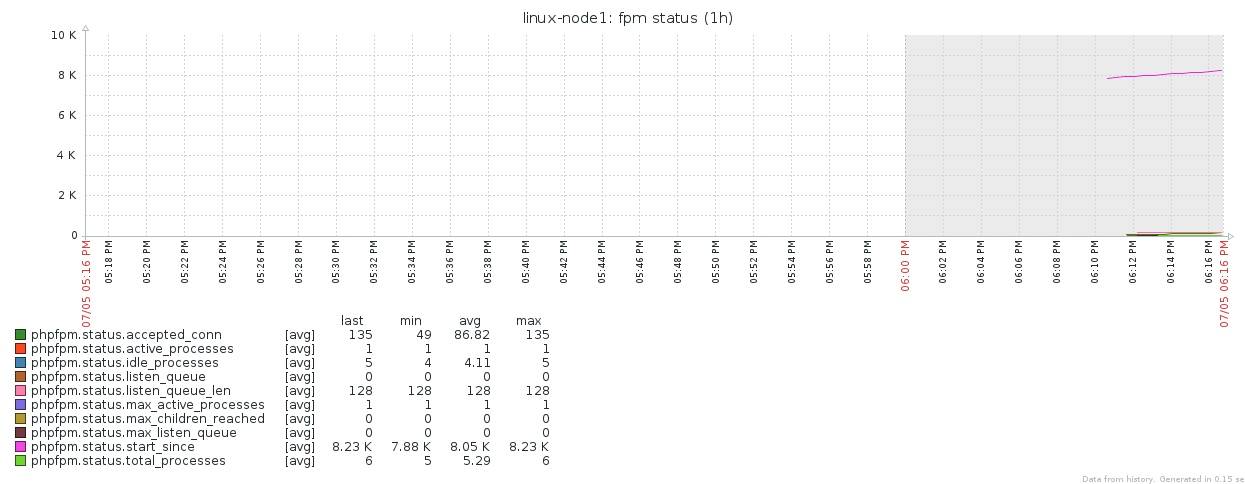 linux-node1: fpm status (1h)
10 K
8 K
6 K
4 K
2 K
0
07/05 05:16 PM
05:18 PM
05:20 PM
05:22 PM
05:24 PM
05:26 PM
05:28 PM
05:30 PM
05:32 PM
05:34 PM
05:36 PM
05:38 PM
05:40 PM
05:42 PM
05:44 PM
05:46 PM
05:48 PM
05:50 PM
05:52 PM
05:54 PM
05:56 PM
05:58 PM
06:00 PM
06:02 PM
06:04 PM
06:06 PM
06:08 PM
06:10 PM
06:12 PM
06:14 PM
06:16 PM
07/05 06:16 PM
last min avg max
phpfpm.status.accepted_conn [avg] 135 49 86.82 135
phpfpm.status.active_processes [avg] 1 1 1 1
phpfpm.status.idle_processes [avg] 5 4 4.11 5
phpfpm.status.listen_queue [avg] 0 0 0 0
phpfpm.status.listen_queue_len [avg] 128 128 128 128
phpfpm.status.max_active_processes [avg] 1 1 1 1
phpfpm.status.max_children_reached [avg] 0 0 0 0
phpfpm.status.max_listen_queue [avg] 0 0 0 0
phpfpm.status.start_since [avg] 8.23 K 7.88 K 8.05 K 8.23 K
phpfpm.status.total_processes [avg] 6 5 5.29 6
Data from history. Generated in 0.15 se